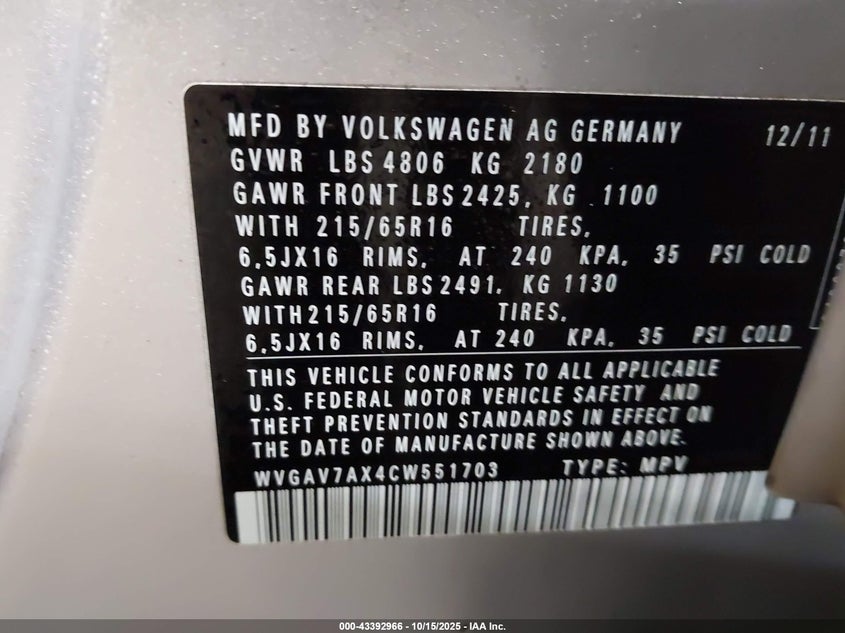 MFD BY VOLKSWAGEN AG GERMANY 12/11
GVWR LBS 4806 KG 2180
GAWR FRONT LBS 2425, KG 1100
WITH 215/65R16 TIRES,
6,5JX16 RIMS, AT 240 KPA, 35 PSI COLD
GAWR REAR LBS 2491, KG 1130
WITH 215/65R16 TIRES,
6,5JX16 RIMS, AT 240 KPA, 35 PSI COLD
THIS VEHICLE CONFORMS TO ALL APPLICABLE
U.S. FEDERAL MOTOR VEHICLE SAFETY AND
THEFT PREVENTION STANDARDS IN EFFECT ON
THE DATE OF MANUFACTURE SHOWN ABOVE.
WVGAV7AX4CW551703 TYPE: MPV
000-43392966 - 10/15/2025 - IAA Inc.